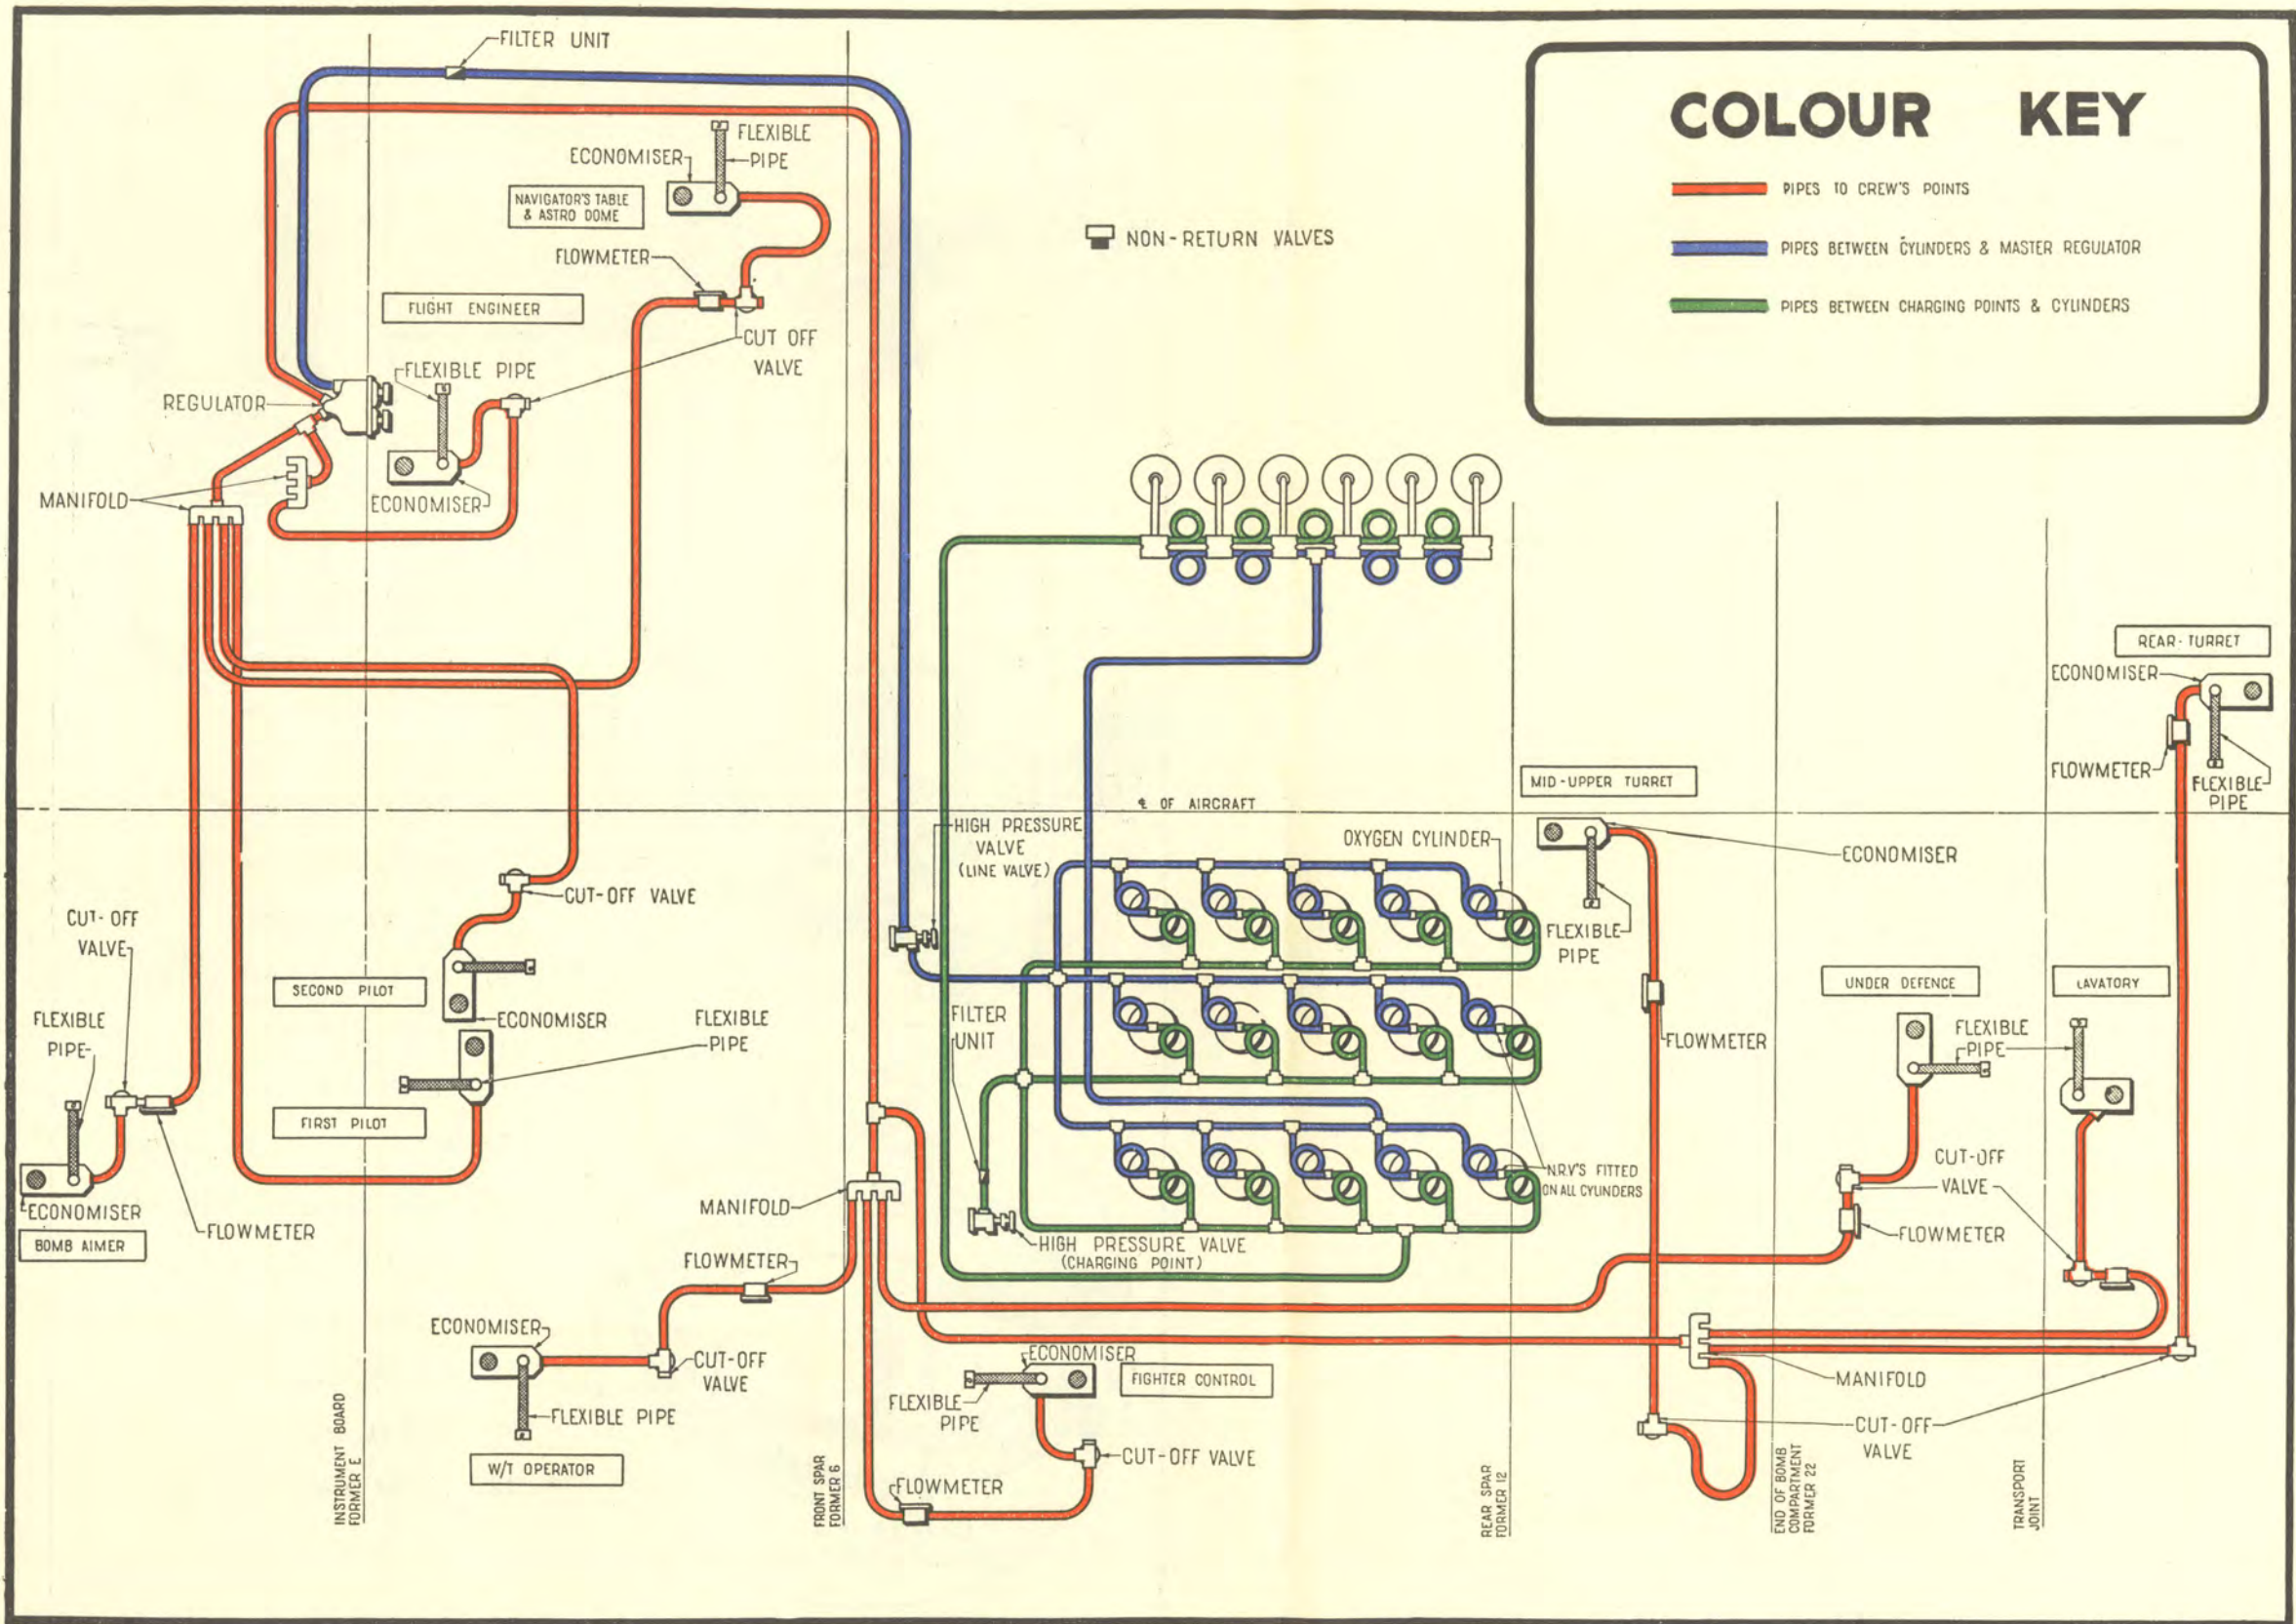 FILTER UNIT
COLOUR KEY
PIPES TO CREW'S POINTS
PIPES BETWEEN CYLINDERS & MASTER REGULATOR
PIPES BETWEEN CHARGING POINTS & CYLINDERS
NON-RETURN VALVES
FLEXIBLE
PIPE
ECONOMISER
NAVIGATOR'S TABLE
& ASTRO DOME
FLOWMETER
FLIGHT ENGINEER
CUT OFF
VALVE
FLEXIBLE PIPE
REGULATOR
MANIFOLD
ECONOMISER
REAR-TURRET
ECONOMISER
FLOWMETER
FLEXIBLE
PIPE
MID-UPPER TURRET
℄ OF AIRCRAFT
HIGH PRESSURE
VALVE
(LINE VALVE)
OXYGEN CYLINDER
ECONOMISER
FLEXIBLE
PIPE
CUT-OFF VALVE
CUT-OFF
VALVE
SECOND PILOT
ECONOMISER
FLEXIBLE
PIPE
FLEXIBLE
PIPE
FIRST PILOT
ECONOMISER
BOMB AIMER
FLOWMETER
FILTER
UNIT
FLOWMETER
UNDER DEFENCE
LAVATORY
FLEXIBLE
PIPE
CUT-OFF
VALVE
FLOWMETER
N.R.V'S FITTED
ON ALL CYLINDERS
MANIFOLD
HIGH PRESSURE VALVE
(CHARGING POINT)
FLOWMETER
ECONOMISER
CUT-OFF
VALVE
FLEXIBLE PIPE
W/T OPERATOR
ECONOMISER
FIGHTER CONTROL
FLEXIBLE
PIPE
CUT-OFF VALVE
FLOWMETER
MANIFOLD
CUT-OFF
VALVE
INSTRUMENT BOARD
FORMER E
FRONT SPAR
FORMER 6
REAR SPAR
FORMER 12
END OF BOMB
COMPARTMENT
FORMER 22
TRANSPORT
JOINT